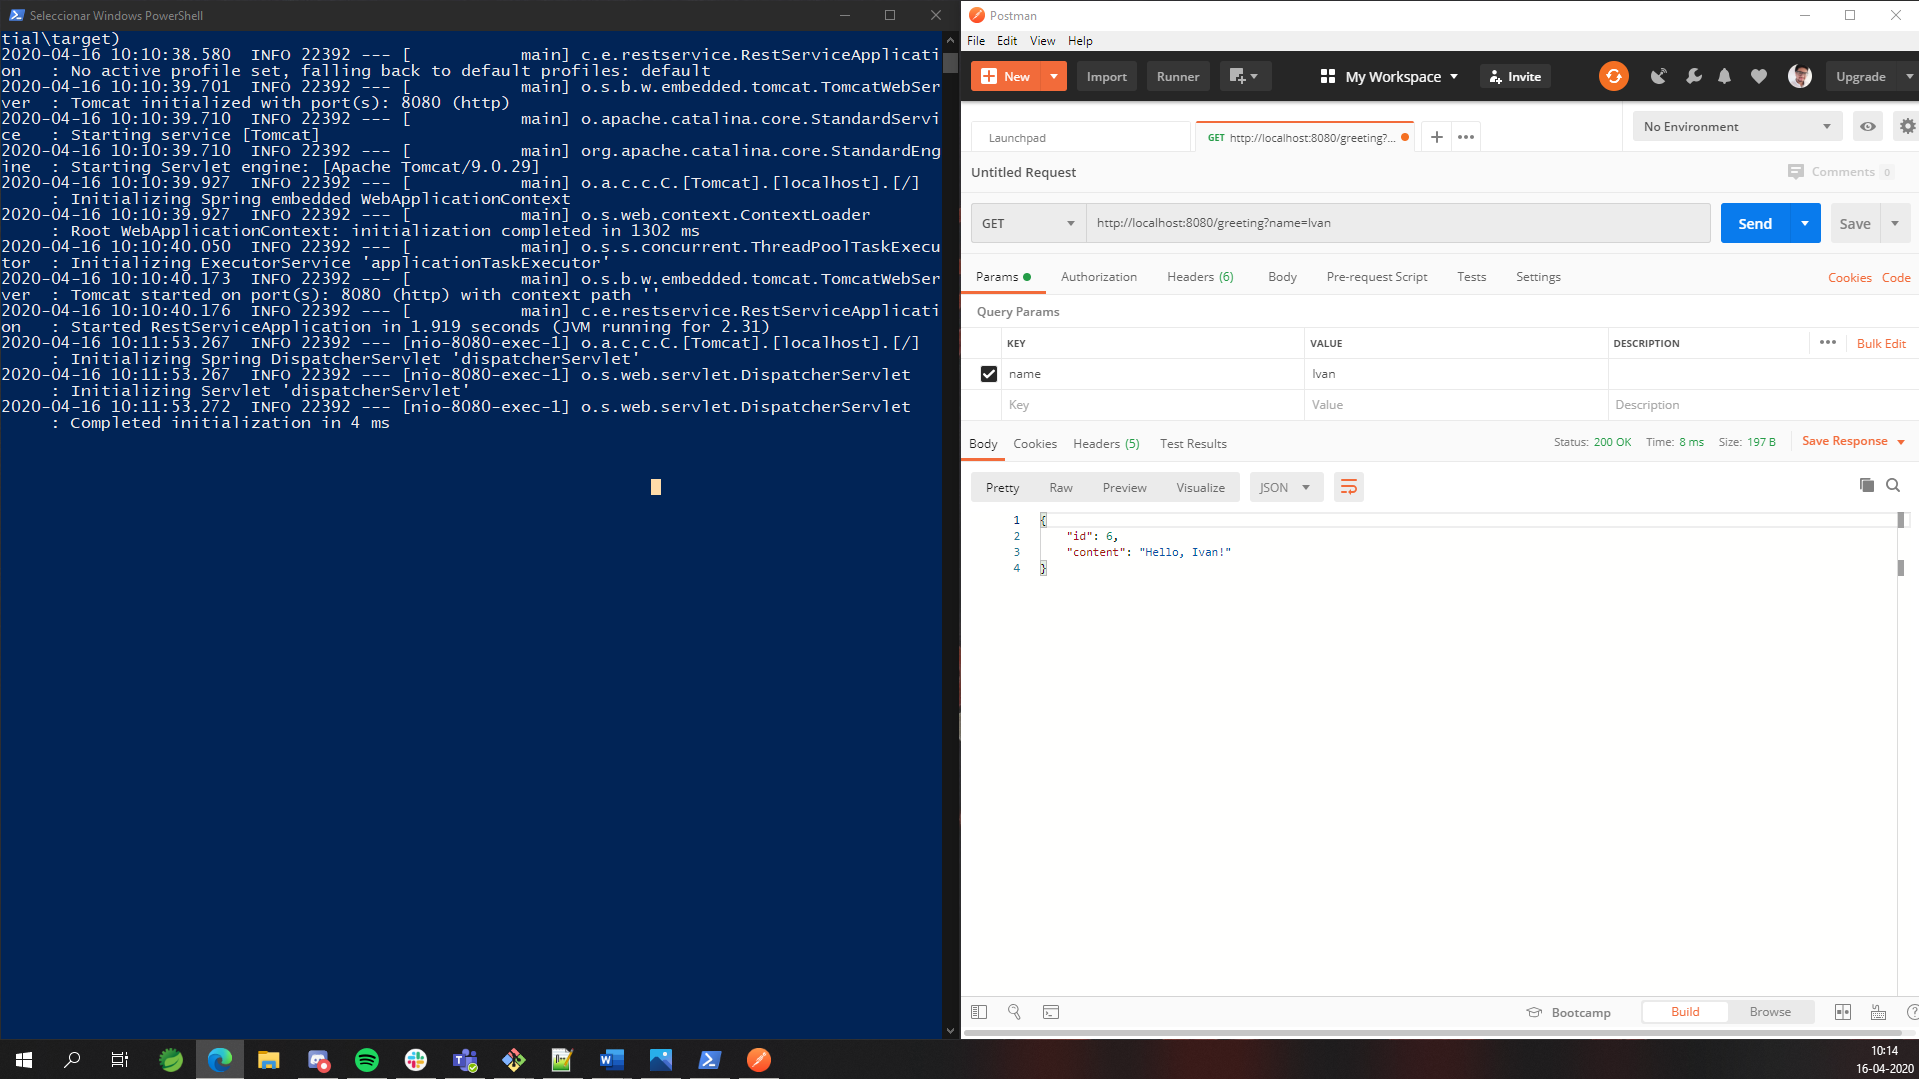 Seleccionar Windows PowerShell
tial\target)
2020-04-16 10:10:38.580  INFO 22392 --- [           main] c.e.restservice.RestServiceApplicati
on   : No active profile set, falling back to default profiles: default
2020-04-16 10:10:39.701  INFO 22392 --- [           main] o.s.b.w.embedded.tomcat.TomcatWebSer
ver  : Tomcat initialized with port(s): 8080 (http)
2020-04-16 10:10:39.710  INFO 22392 --- [           main] o.apache.catalina.core.StandardServi
ce   : Starting service [Tomcat]
2020-04-16 10:10:39.710  INFO 22392 --- [           main] org.apache.catalina.core.StandardEng
ine  : Starting Servlet engine: [Apache Tomcat/9.0.29]
2020-04-16 10:10:39.927  INFO 22392 --- [           main] o.a.c.c.C.[Tomcat].[localhost].[/]
     : Initializing Spring embedded WebApplicationContext
2020-04-16 10:10:39.927  INFO 22392 --- [           main] o.s.web.context.ContextLoader
     : Root WebApplicationContext: initialization completed in 1302 ms
2020-04-16 10:10:40.050  INFO 22392 --- [           main] o.s.s.concurrent.ThreadPoolTaskExecu
tor  : Initializing ExecutorService 'applicationTaskExecutor'
2020-04-16 10:10:40.173  INFO 22392 --- [           main] o.s.b.w.embedded.tomcat.TomcatWebSer
ver  : Tomcat started on port(s): 8080 (http) with context path ''
2020-04-16 10:10:40.176  INFO 22392 --- [           main] c.e.restservice.RestServiceApplicati
on   : Started RestServiceApplication in 1.919 seconds (JVM running for 2.31)
2020-04-16 10:11:53.267  INFO 22392 --- [nio-8080-exec-1] o.a.c.c.C.[Tomcat].[localhost].[/]
     : Initializing Spring DispatcherServlet 'dispatcherServlet'
2020-04-16 10:11:53.267  INFO 22392 --- [nio-8080-exec-1] o.s.web.servlet.DispatcherServlet
     : Initializing Servlet 'dispatcherServlet'
2020-04-16 10:11:53.272  INFO 22392 --- [nio-8080-exec-1] o.s.web.servlet.DispatcherServlet
     : Completed initialization in 4 ms
Postman
File Edit View Help
New Import Runner My Workspace Invite Upgrade
Launchpad GET http://localhost:8080/greeting?... No Environment
Untitled Request Comments 0
GET http://localhost:8080/greeting?name=Ivan Send Save
Params Authorization Headers (6) Body Pre-request Script Tests Settings Cookies Code
Query Params
KEY VALUE DESCRIPTION Bulk Edit
name Ivan
Key Value Description
Body Cookies Headers (5) Test Results Status: 200 OK Time: 8 ms Size: 197 B Save Response
Pretty Raw Preview Visualize JSON
1 {
2 "id": 6,
3 "content": "Hello, Ivan!"
4 }
Bootcamp Build Browse
10:14
16-04-2020